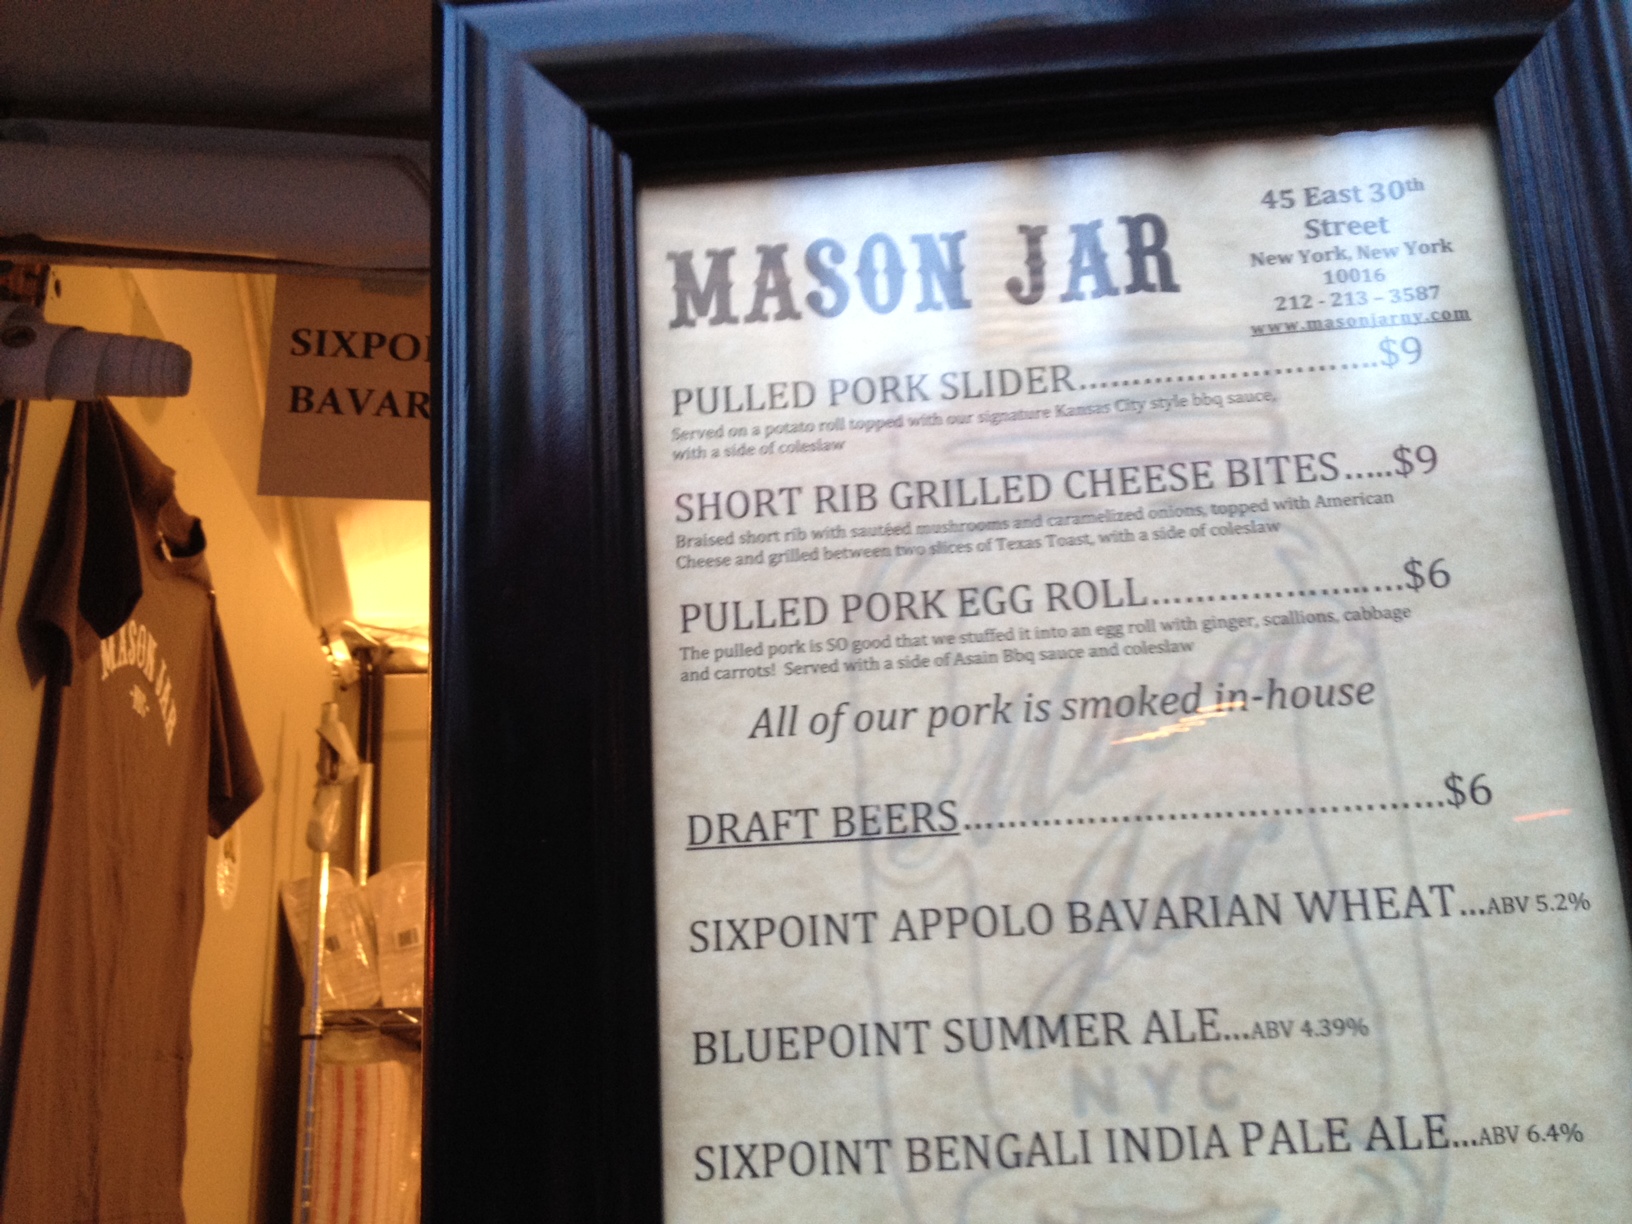 SIXPOI
BAVAR
MASON JAR
NYC
MASON JAR
45 East 30th
Street
New York, New York
10016
212 - 213 – 3587
www.masonjarny.com
PULLED PORK SLIDER..............................$9
Served on a potato roll topped with our signature Kansas City style bbq sauce,
with a side of coleslaw
SHORT RIB GRILLED CHEESE BITES.....$9
Braised short rib with sautéed mushrooms and caramelized onions, topped with American
Cheese and grilled between two slices of Texas Toast, with a side of coleslaw
PULLED PORK EGG ROLL.........................$6
The pulled pork is SO good that we stuffed it into an egg roll with ginger, scallions, cabbage
and carrots! Served with a side of Asain Bbq sauce and coleslaw
All of our pork is smoked in-house
DRAFT BEERS...............................................$6
SIXPOINT APPOLO BAVARIAN WHEAT...ABV 5.2%
BLUEPOINT SUMMER ALE...ABV 4.39%
SIXPOINT BENGALI INDIA PALE ALE...ABV 6.4%
Mason
Jar
NYC